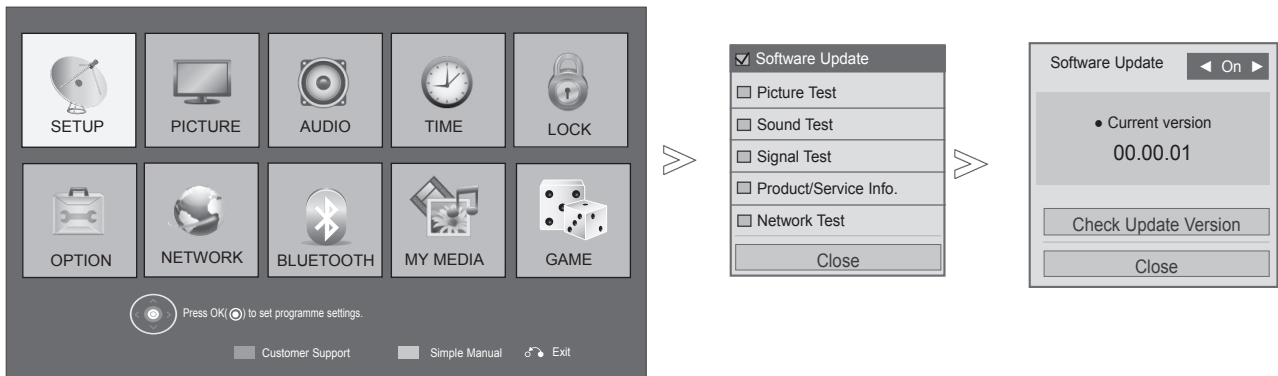 SETUP
PICTURE
AUDIO
TIME
LOCK
OPTION
NETWORK
BLUETOOTH
MY MEDIA
GAME
Press OK(◉) to set programme settings.
Customer Support
Simple Manual
Exit
Software Update
Picture Test
Sound Test
Signal Test
Product/Service Info.
Network Test
Close
Software Update
◀ On ▶
● Current version
00.00.01
Check Update Version
Close